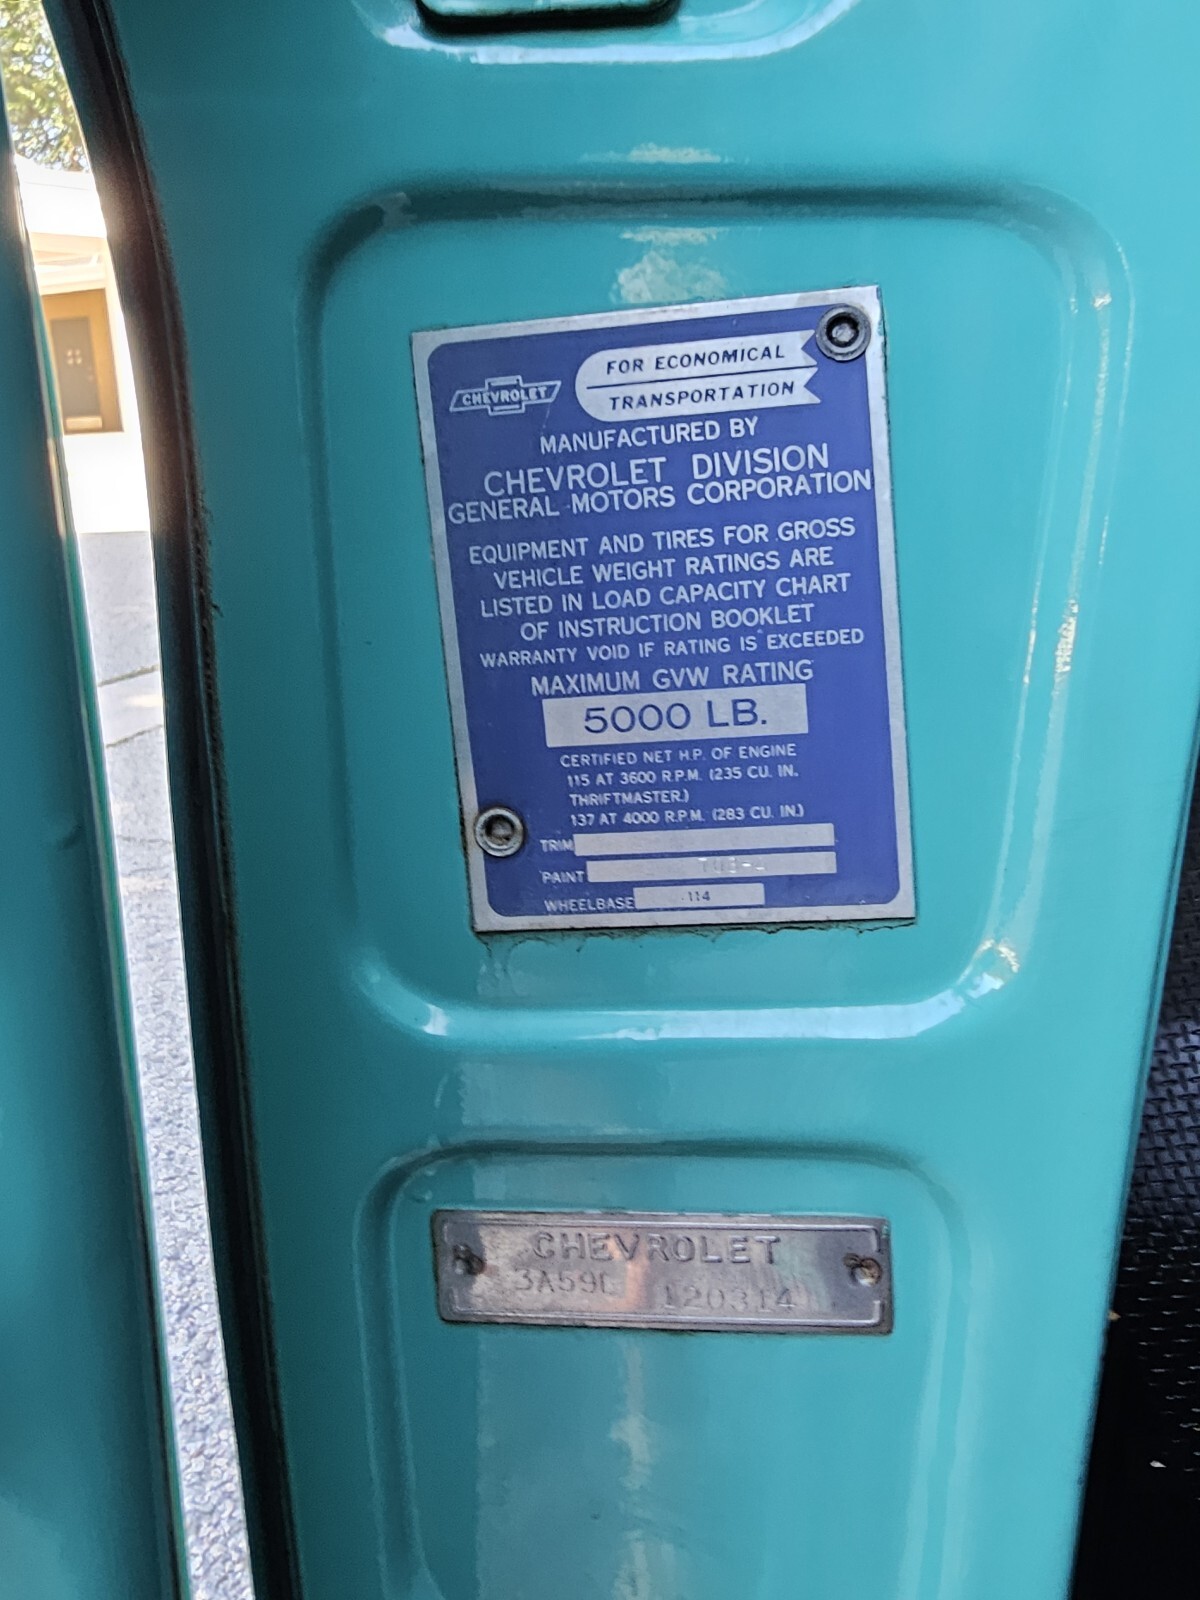 CHEVROLET
FOR ECONOMICAL
TRANSPORTATION
MANUFACTURED BY
CHEVROLET DIVISION
GENERAL MOTORS CORPORATION
EQUIPMENT AND TIRES FOR GROSS
VEHICLE WEIGHT RATINGS ARE
LISTED IN LOAD CAPACITY CHART
OF INSTRUCTION BOOKLET
WARRANTY VOID IF RATING IS EXCEEDED
MAXIMUM GVW RATING
5000 LB.
CERTIFIED NET H.P. OF ENGINE
115 AT 3600 R.P.M. (235 CU. IN.
THRIFTMASTER.)
137 AT 4000 R.P.M. (283 CU. IN.)
TRIM
PAINT
WHEELBASE 114
CHEVROLET
120314